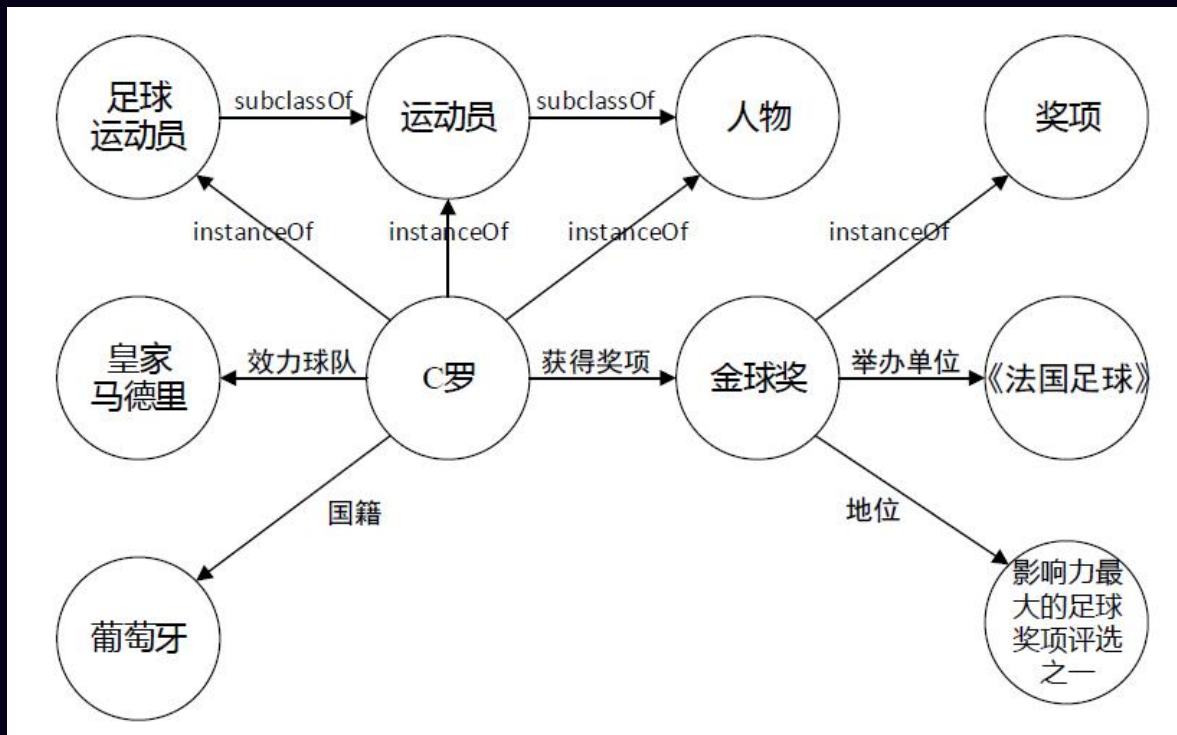 足球
运动员
subclassOf
运动员
subclassOf
人物
奖项
instanceOf
instanceOf
instanceOf
instanceOf
皇家
马德里
效力球队
C罗
获得奖项
金球奖
举办单位
《法国足球》
国籍
地位
葡萄牙
影响力最
大的足球
奖项评选
之一